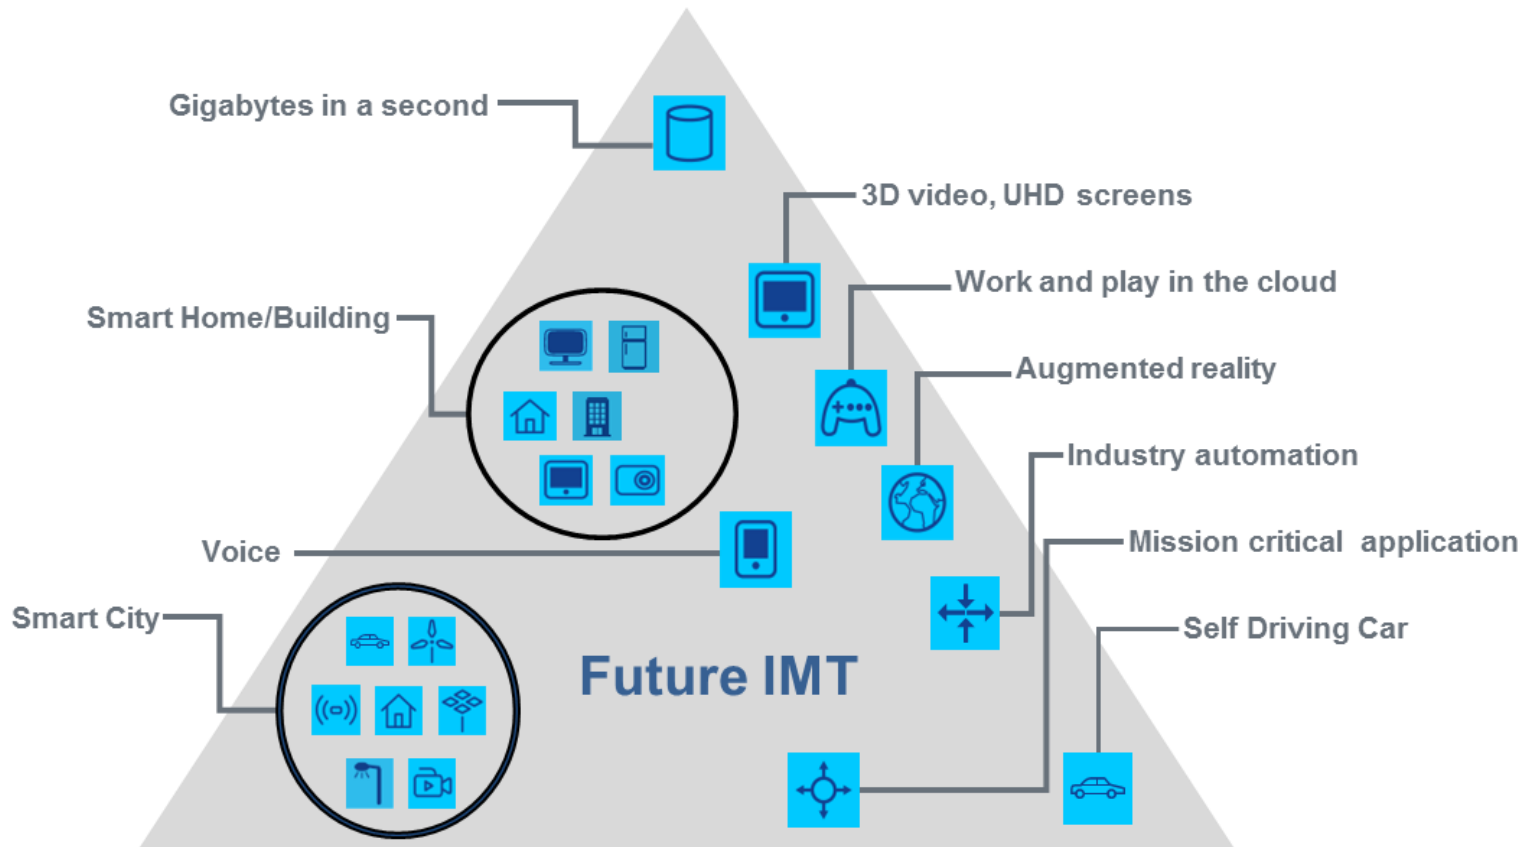 Gigabytes in a second
3D video, UHD screens
Work and play in the cloud
Smart Home/Building
Augmented reality
Industry automation
Mission critical application
Voice
Smart City
Self Driving Car
Future IMT